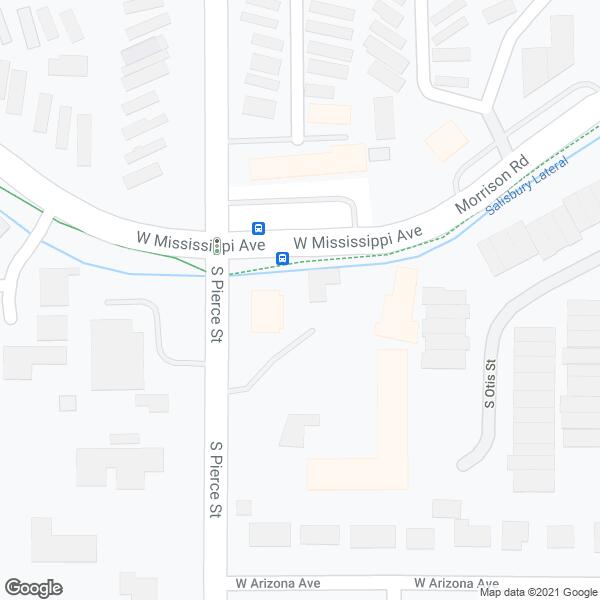 Morrison Rd
Salisbury Lateral
W Mississippi Ave
W Mississippi Ave
S Pierce St
S Otis St
S Pierce St
W Arizona Ave
W Arizona Ave
Google
Map data ©2021 Google